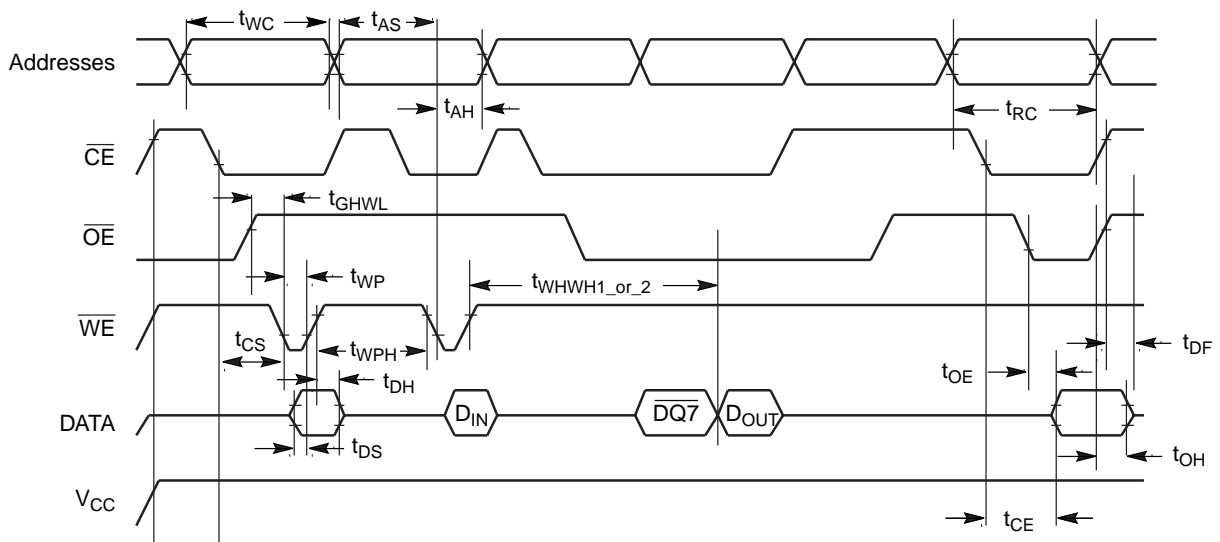 tWC tAS
Addresses
tAH tRC
CE
tGHWL
OE
tWP tWHWH1_or_2
WE
tCS tWPH tDF
tDH tOE
DATA DIN DQ7 DOUT
tDS tOH
VCC
tCE